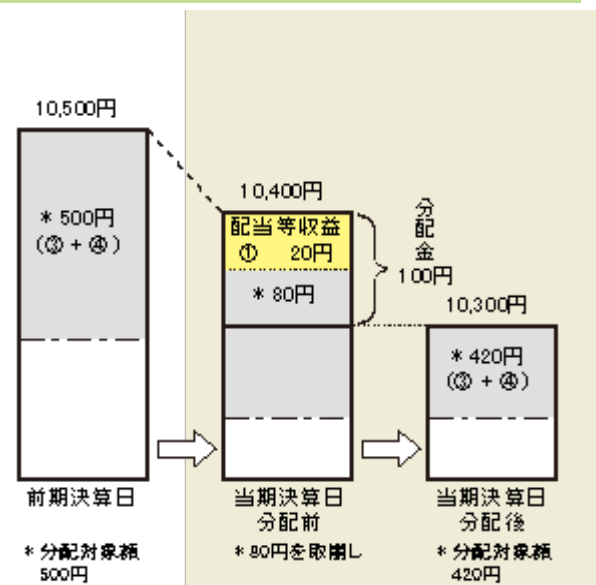 10,500円
＊500円
(③ + ④)
前期決算日
＊分配対象額
500円
10,400円
配当等収益
① 20円
＊80円
分配金
100円
当期決算日
分配前
＊80円を取崩し
10,300円
＊420円
(③ + ④)
当期決算日
分配後
＊分配対象額
420円